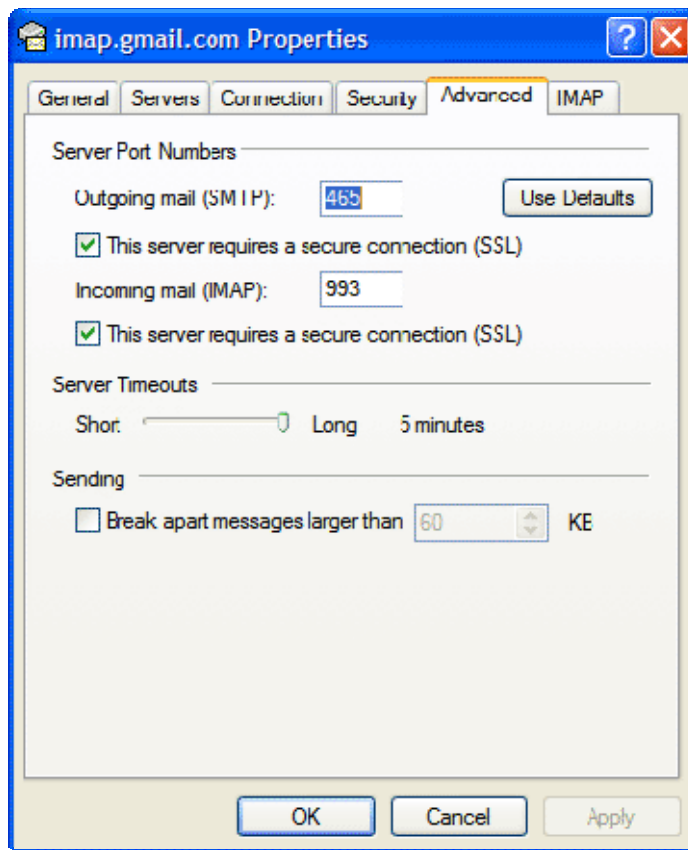 imap.gmail.com Properties
General Servers Connection Security Advanced IMAP
Server Port Numbers
Outgoing mail (SMTP): 465 Use Defaults
This server requires a secure connection (SSL)
Incoming mail (IMAP): 993
This server requires a secure connection (SSL)
Server Timeouts
Short Long 5 minutes
Sending
Break apart messages larger than 60 KB
OK Cancel Apply